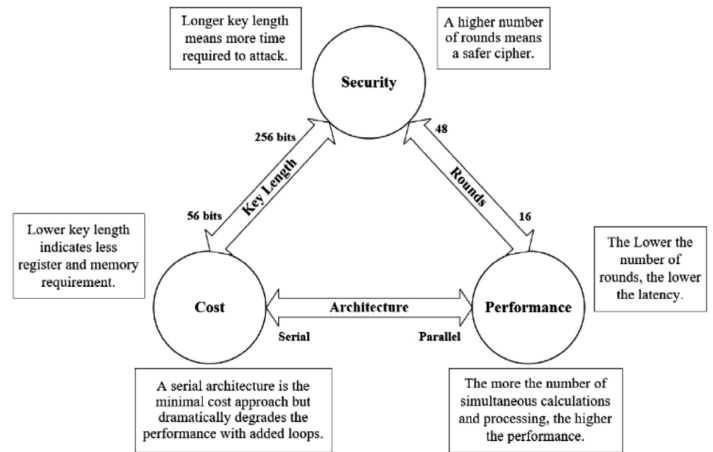 Longer key length
means more time
required to attack.
A higher number
of rounds means
a safer cipher.
Security
256 bits
48
Key Length
Rounds
56 bits
16
Lower key length
indicates less
register and memory
requirement.
The Lower the
number of
rounds, the lower
the latency.
Cost
Architecture
Performance
Serial
Parallel
A serial architecture is the
minimal cost approach but
dramatically degrades the
performance with added loops.
The more the number of
simultaneous calculations
and processing, the higher
the performance.